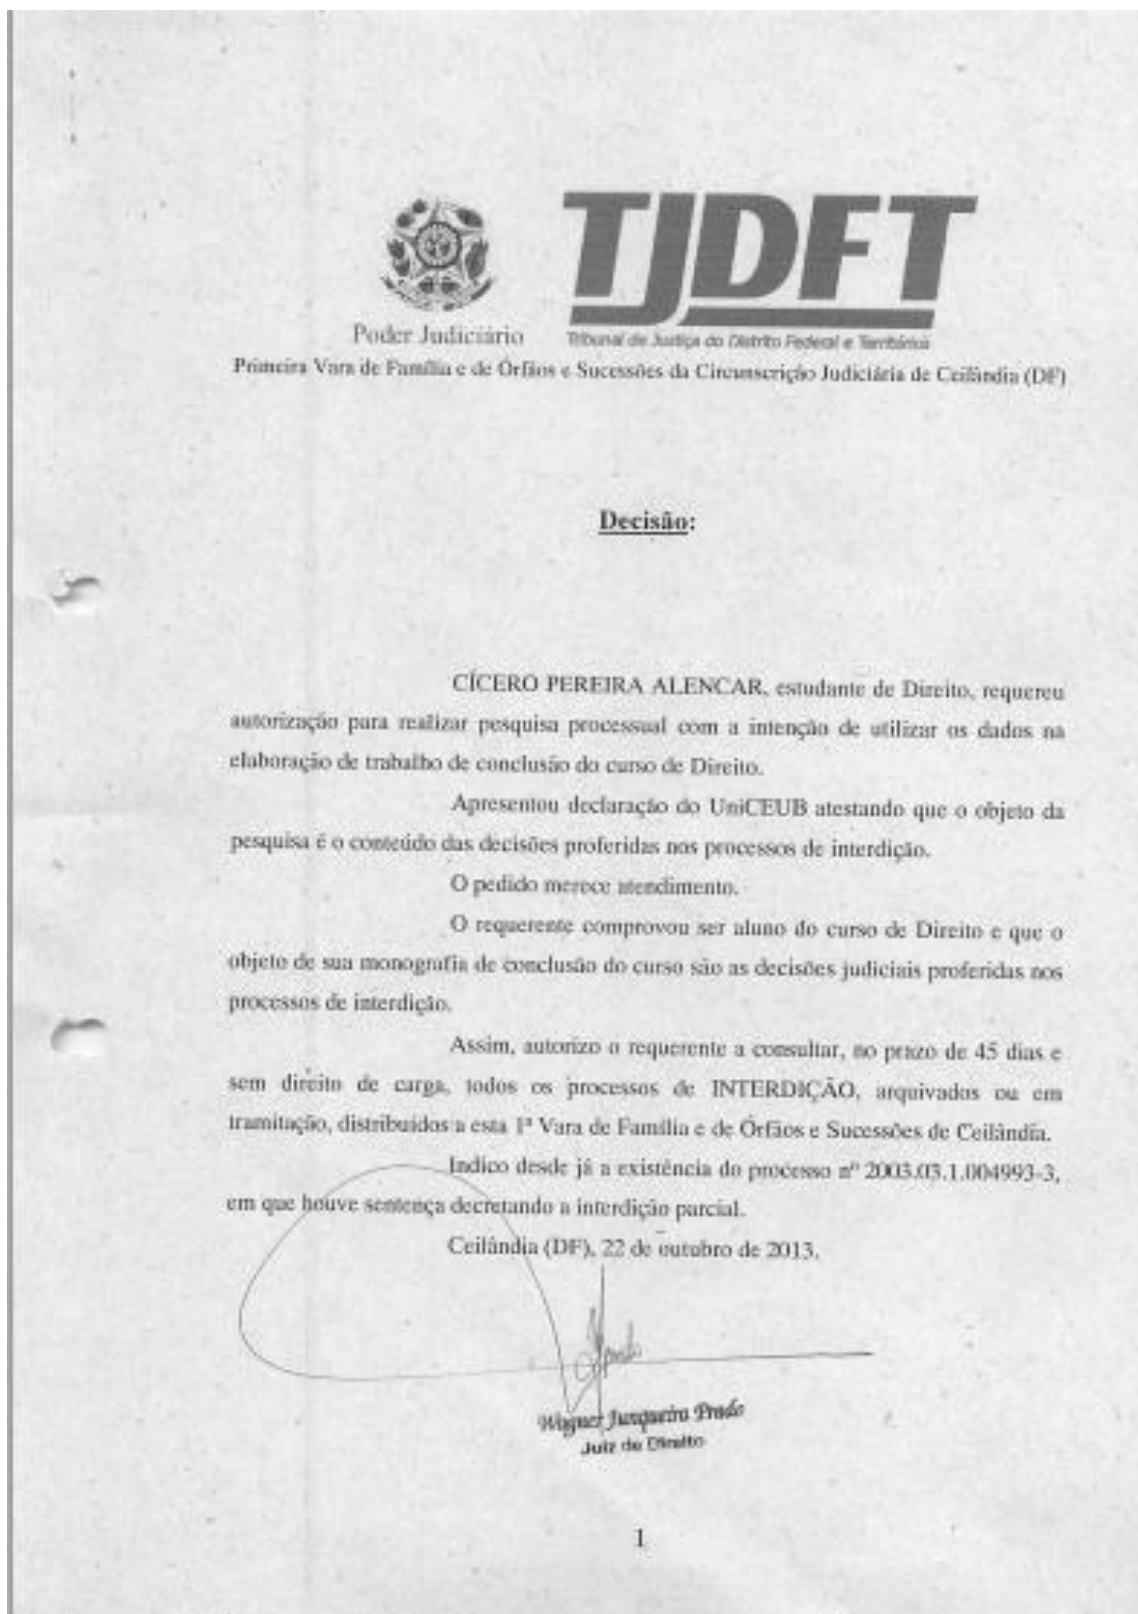 TJDFT
Poder Judiciário
Tribunal de Justiça do Distrito Federal e Territórios
Primeira Vara de Família e de Órfãos e Sucessões da Circunscrição Judiciária de Ceilândia (DF)
Decisão:
CÍCERO PEREIRA ALENCAR, estudante de Direito, requereu
autorização para realizar pesquisa processual com a intenção de utilizar os dados na
elaboração de trabalho de conclusão do curso de Direito.
Apresentou declaração do UniCEUB atestando que o objeto da
pesquisa é o conteúdo das decisões proferidas nos processos de interdição.
O pedido merece atendimento.
O requerente comprovou ser aluno do curso de Direito e que o
objeto de sua monografia de conclusão do curso são as decisões judiciais proferidas nos
processos de interdição.
Assim, autorizo o requerente a consultar, no prazo de 45 dias e
sem direito de carga, todos os processos de INTERDIÇÃO, arquivados ou em
tramitação, distribuídos a esta 1ª Vara de Família e de Órfãos e Sucessões de Ceilândia.
Indico desde já a existência do processo nº 2003.03.1.004993-3,
em que houve sentença decretando a interdição parcial.
Ceilândia (DF), 22 de outubro de 2013.
Prado
Wagner Junqueira Prado
Juiz de Direito
1